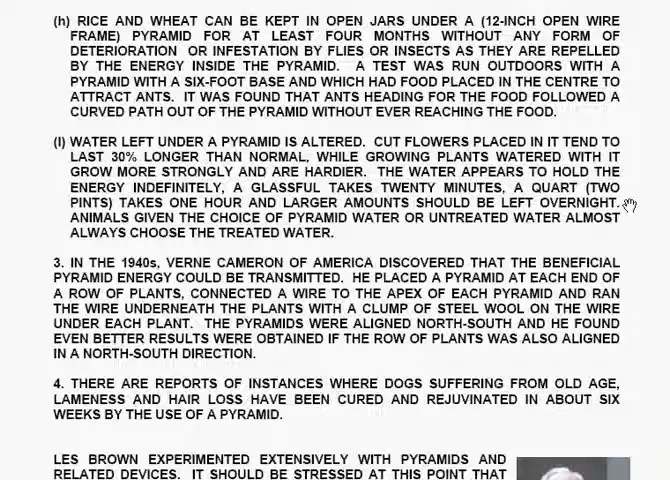 (h) RICE AND WHEAT CAN BE KEPT IN OPEN JARS UNDER A (12-INCH OPEN WIRE
FRAME) PYRAMID FOR AT LEAST FOUR MONTHS WITHOUT ANY FORM OF
DETERIORATION OR INFESTATION BY FLIES OR INSECTS AS THEY ARE REPELLED
BY THE ENERGY INSIDE THE PYRAMID. A TEST WAS RUN OUTDOORS WITH A
PYRAMID WITH A SIX-FOOT BASE AND WHICH HAD FOOD PLACED IN THE CENTRE TO
ATTRACT ANTS. IT WAS FOUND THAT ANTS HEADING FOR THE FOOD FOLLOWED A
CURVED PATH OUT OF THE PYRAMID WITHOUT EVER REACHING THE FOOD.
(I) WATER LEFT UNDER A PYRAMID IS ALTERED. CUT FLOWERS PLACED IN IT TEND TO
LAST 30% LONGER THAN NORMAL, WHILE GROWING PLANTS WATERED WITH IT
GROW MORE STRONGLY AND ARE HARDIER. THE WATER APPEARS TO HOLD THE
ENERGY INDEFINITELY, A GLASSFUL TAKES TWENTY MINUTES, A QUART (TWO
PINTS) TAKES ONE HOUR AND LARGER AMOUNTS SHOULD BE LEFT OVERNIGHT.
ANIMALS GIVEN THE CHOICE OF PYRAMID WATER OR UNTREATED WATER ALMOST
ALWAYS CHOOSE THE TREATED WATER.
3. IN THE 1940s, VERNE CAMERON OF AMERICA DISCOVERED THAT THE BENEFICIAL
PYRAMID ENERGY COULD BE TRANSMITTED. HE PLACED A PYRAMID AT EACH END OF
A ROW OF PLANTS, CONNECTED A WIRE TO THE APEX OF EACH PYRAMID AND RAN
THE WIRE UNDERNEATH THE PLANTS WITH A CLUMP OF STEEL WOOL ON THE WIRE
UNDER EACH PLANT. THE PYRAMIDS WERE ALIGNED NORTH-SOUTH AND HE FOUND
EVEN BETTER RESULTS WERE OBTAINED IF THE ROW OF PLANTS WAS ALSO ALIGNED
IN A NORTH-SOUTH DIRECTION.
4. THERE ARE REPORTS OF INSTANCES WHERE DOGS SUFFERING FROM OLD AGE,
LAMENESS AND HAIR LOSS HAVE BEEN CURED AND REJUVINATED IN ABOUT SIX
WEEKS BY THE USE OF A PYRAMID.
LES BROWN EXPERIMENTED EXTENSIVELY WITH PYRAMIDS AND
RELATED DEVICES. IT SHOULD BE STRESSED AT THIS POINT THAT